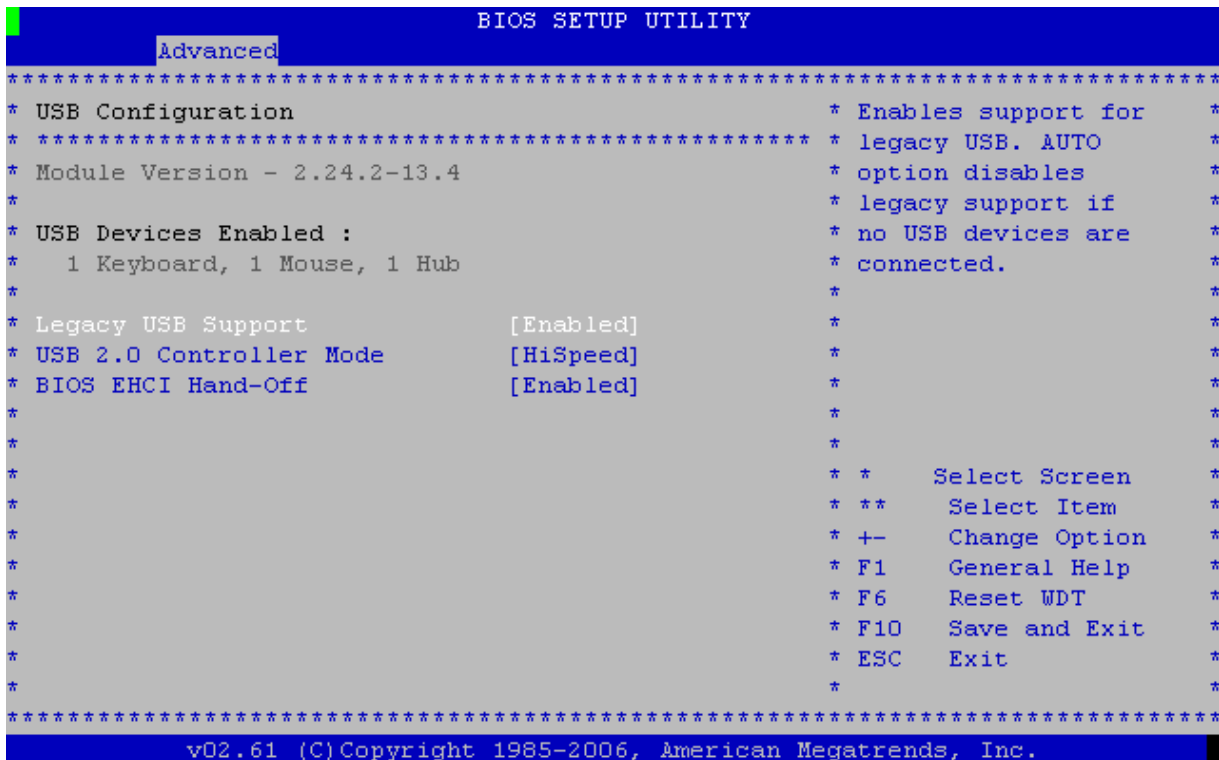 BIOS SETUP UTILITY
Advanced
********************************************************************************
* USB Configuration * Enables support for *
* *************************************************** * legacy USB. AUTO *
* Module Version - 2.24.2-13.4 * option disables *
* * legacy support if *
* USB Devices Enabled : * no USB devices are *
* 1 Keyboard, 1 Mouse, 1 Hub * connected. *
* * *
* Legacy USB Support [Enabled] * *
* USB 2.0 Controller Mode [HiSpeed] * *
* BIOS EHCI Hand-Off [Enabled] * *
* * *
* * *
* * * Select Screen *
* * ** Select Item *
* * +- Change Option *
* * F1 General Help *
* * F6 Reset WDT *
* * F10 Save and Exit *
* * ESC Exit *
* * *
********************************************************************************
v02.61 (C)Copyright 1985-2006, American Megatrends, Inc.